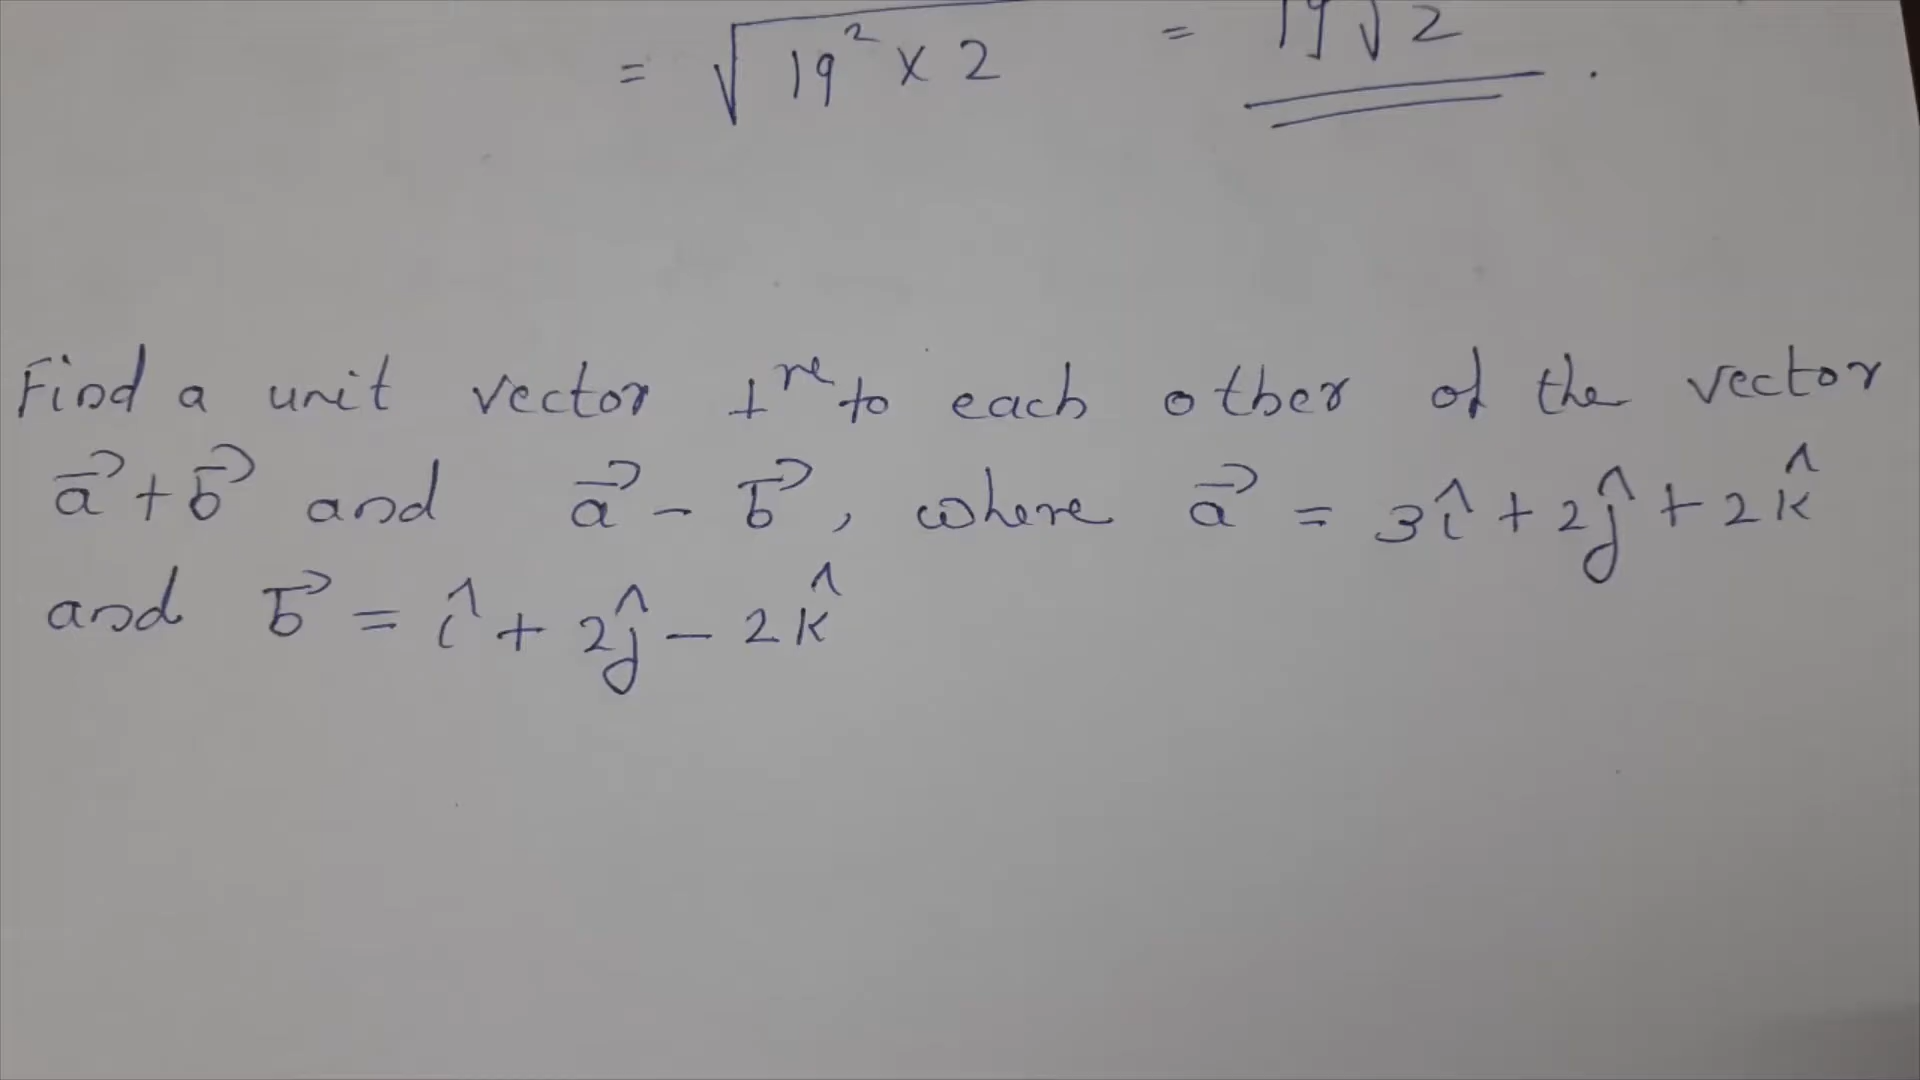 = √19² × 2 = 19√2 .
Find a unit vector ⊥ʳᵉ to each other of the vector
a⃗ + b⃗ and a⃗ − b⃗, where a⃗ = 3î + 2ĵ + 2k̂
and b⃗ = î + 2ĵ − 2k̂